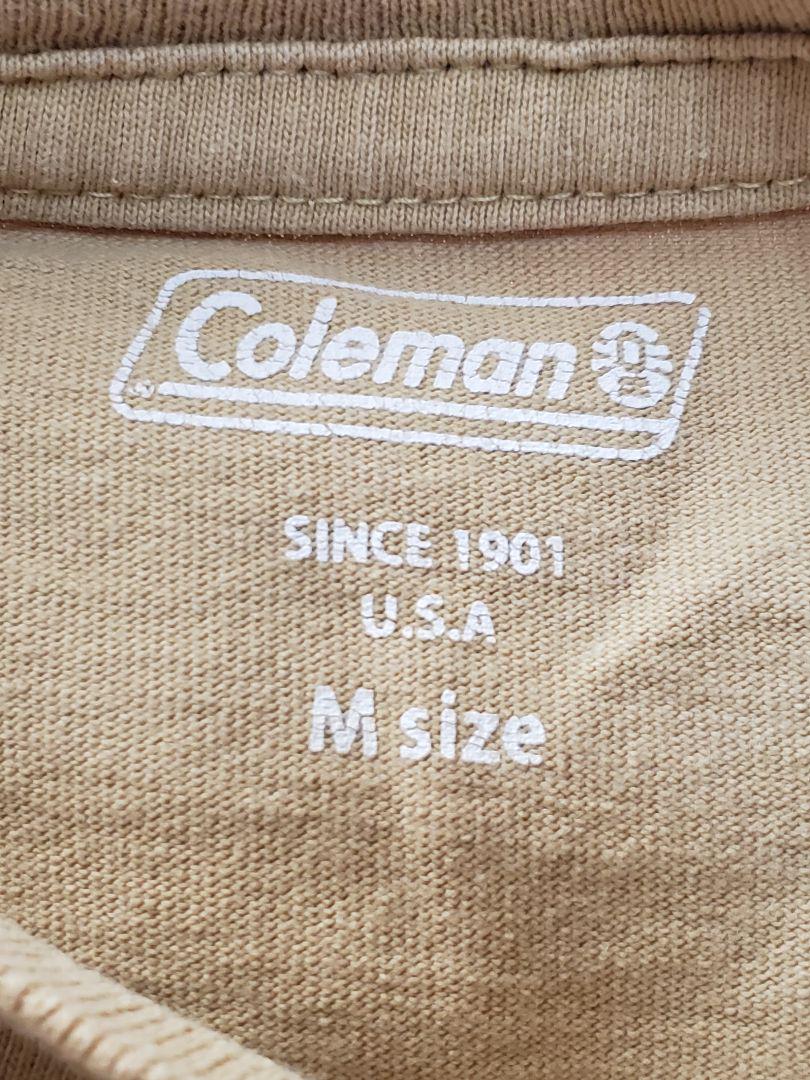 Coleman
SINCE 1901
U.S.A
M size